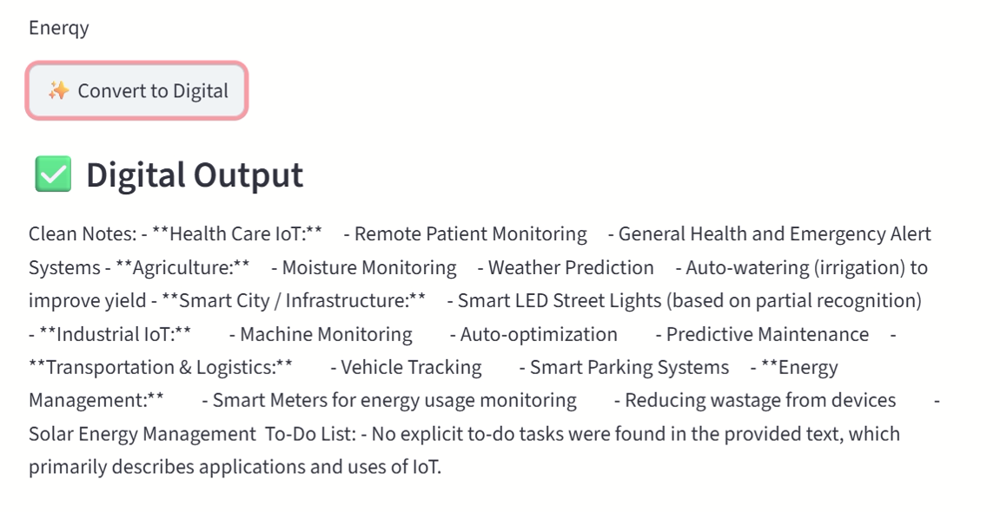 Enerqy
✨ Convert to Digital
✅ Digital Output
Clean Notes: - **Health Care IoT:** - Remote Patient Monitoring - General Health and Emergency Alert
Systems - **Agriculture:** - Moisture Monitoring - Weather Prediction - Auto-watering (irrigation) to
improve yield - **Smart City / Infrastructure:** - Smart LED Street Lights (based on partial recognition)
- **Industrial IoT:** - Machine Monitoring - Auto-optimization - Predictive Maintenance -
**Transportation & Logistics:** - Vehicle Tracking - Smart Parking Systems - **Energy
Management:** - Smart Meters for energy usage monitoring - Reducing wastage from devices -
Solar Energy Management To-Do List: - No explicit to-do tasks were found in the provided text, which
primarily describes applications and uses of IoT.